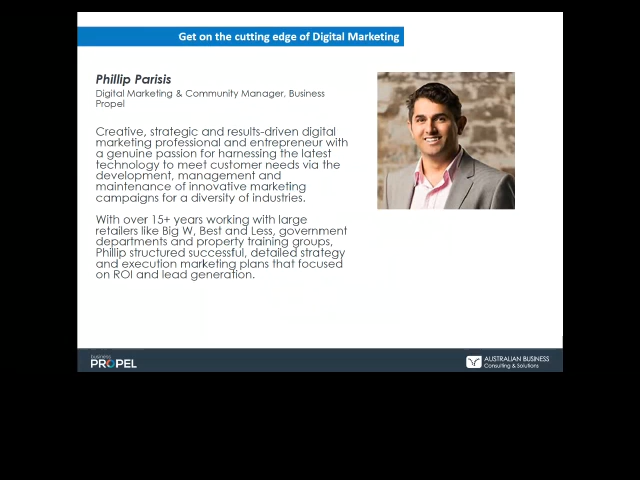 Get on the cutting edge of Digital Marketing
Phillip Parisis
Digital Marketing & Community Manager, Business
Propel
Creative, strategic and results-driven digital
marketing professional and entrepreneur with
a genuine passion for harnessing the latest
technology to meet customer needs via the
development, management and
maintenance of innovative marketing
campaigns for a diversity of industries.
With over 15+ years working with large
retailers like Big W, Best and Less, government
departments and property training groups,
Phillip structured successful, detailed strategy
and execution marketing plans that focused
on ROI and lead generation.
business
PROPEL
AUSTRALIAN BUSINESS
Consulting & Solutions